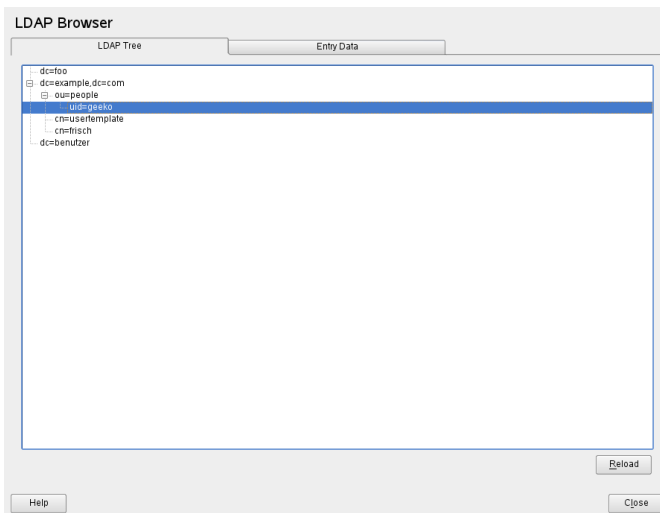 LDAP Browser
LDAP Tree
Entry Data
dc=foo
dc=example,dc=com
ou=people
uid=geeko
cn=usertemplate
cn=frisch
dc=benutzer
Reload
Help
Close